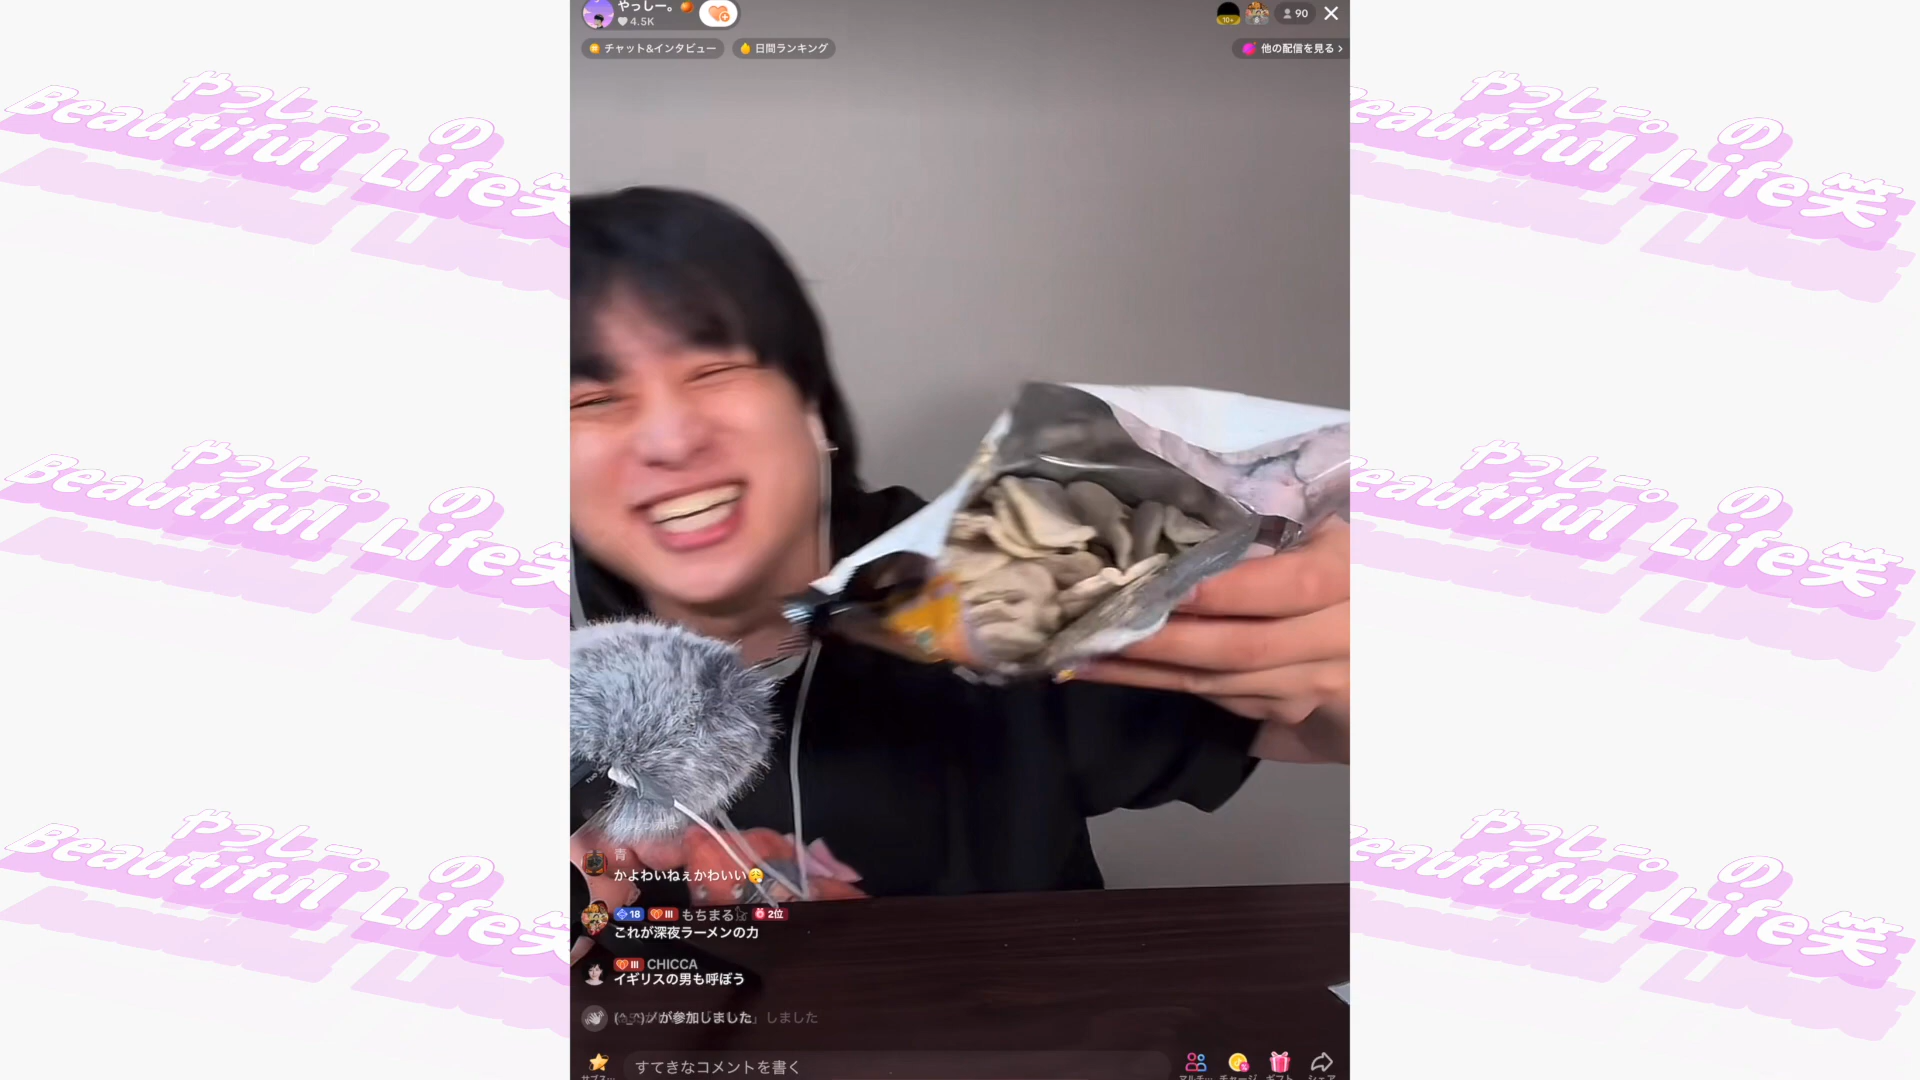 やっしー。
4.5K
10+
90
チャット&インタビュー
日間ランキング
他の配信を見る
やっしー。の
Beautiful Life笑
やっしー。の
Beautiful Life笑
やっしー。の
Beautiful Life笑
やっしー。の
Beautiful Life笑
やっしー。の
Beautiful Life笑
やっしー。の
Beautiful Life笑
青
かよわいねぇかわいい😮‍💨
18 III もちまる 2位
これが深夜ラーメンの力
III CHICCA
イギリスの男も呼ぼう
(^_^)ノが参加しました
しました
すてきなコメントを書く